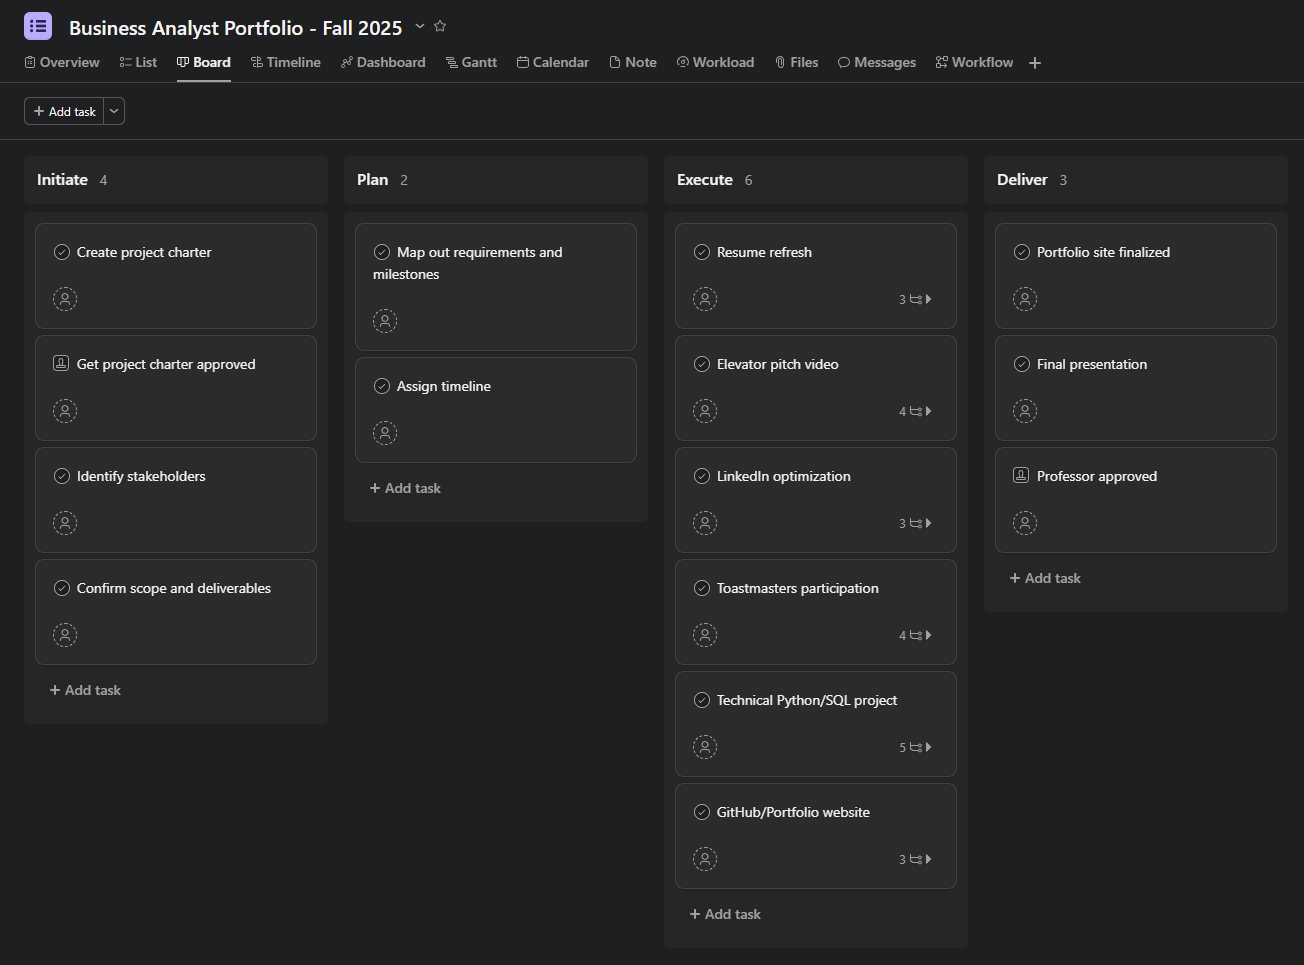 Business Analyst Portfolio - Fall 2025
Overview List Board Timeline Dashboard Gantt Calendar Note Workload Files Messages Workflow
Add task
Initiate 4
Create project charter
Get project charter approved
Identify stakeholders
Confirm scope and deliverables
Add task
Plan 2
Map out requirements and
milestones
Assign timeline
Add task
Execute 6
Resume refresh
3
Elevator pitch video
4
LinkedIn optimization
3
Toastmasters participation
4
Technical Python/SQL project
5
GitHub/Portfolio website
3
Add task
Deliver 3
Portfolio site finalized
Final presentation
Professor approved
Add task